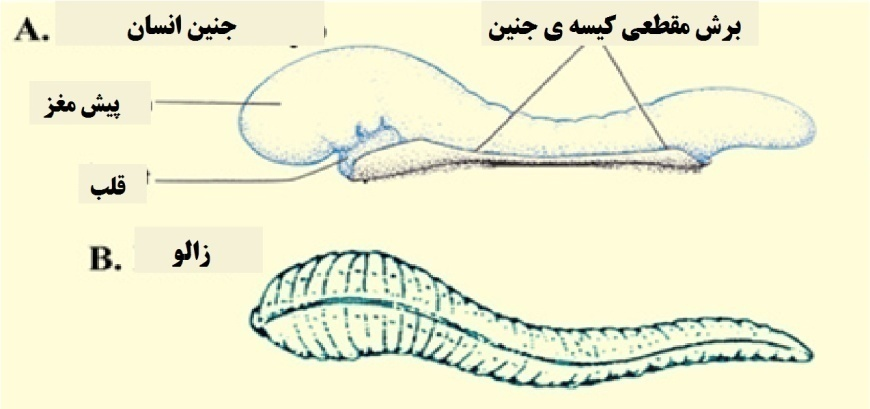 A. جنین انسان
برش مقطعی کیسه ی جنین
پیش مغز
قلب
B. زالو